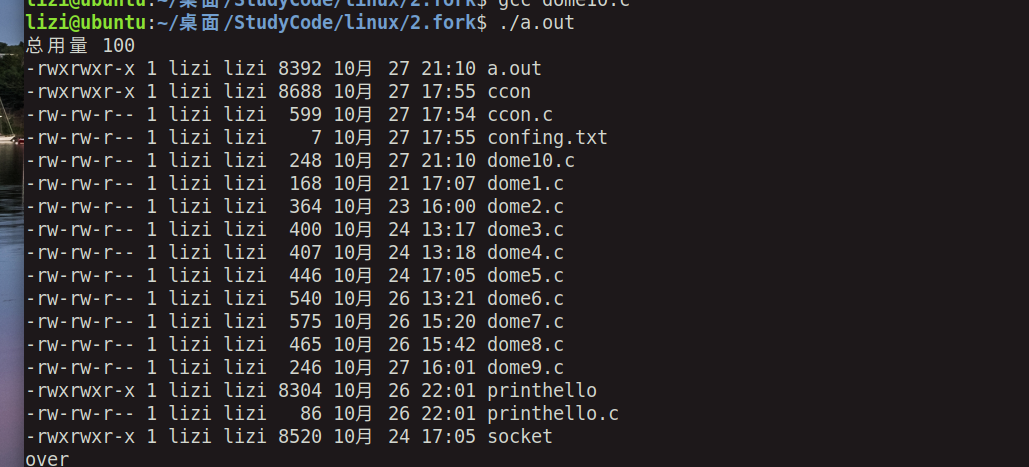 lizi@ubuntu:~/桌面/StudyCode/linux/2.fork$ gcc dome10.c
lizi@ubuntu:~/桌面/StudyCode/linux/2.fork$ ./a.out
总用量 100
-rwxrwxr-x 1 lizi lizi 8392 10月 27 21:10 a.out
-rwxrwxr-x 1 lizi lizi 8688 10月 27 17:55 ccon
-rw-rw-r-- 1 lizi lizi  599 10月 27 17:54 ccon.c
-rw-rw-r-- 1 lizi lizi    7 10月 27 17:55 confing.txt
-rw-rw-r-- 1 lizi lizi  248 10月 27 21:10 dome10.c
-rw-rw-r-- 1 lizi lizi  168 10月 21 17:07 dome1.c
-rw-rw-r-- 1 lizi lizi  364 10月 23 16:00 dome2.c
-rw-rw-r-- 1 lizi lizi  400 10月 24 13:17 dome3.c
-rw-rw-r-- 1 lizi lizi  407 10月 24 13:18 dome4.c
-rw-rw-r-- 1 lizi lizi  446 10月 24 17:05 dome5.c
-rw-rw-r-- 1 lizi lizi  540 10月 26 13:21 dome6.c
-rw-rw-r-- 1 lizi lizi  575 10月 26 15:20 dome7.c
-rw-rw-r-- 1 lizi lizi  465 10月 26 15:42 dome8.c
-rw-rw-r-- 1 lizi lizi  246 10月 27 16:01 dome9.c
-rwxrwxr-x 1 lizi lizi 8304 10月 26 22:01 printhello
-rw-rw-r-- 1 lizi lizi   86 10月 26 22:01 printhello.c
-rwxrwxr-x 1 lizi lizi 8520 10月 24 17:05 socket
over